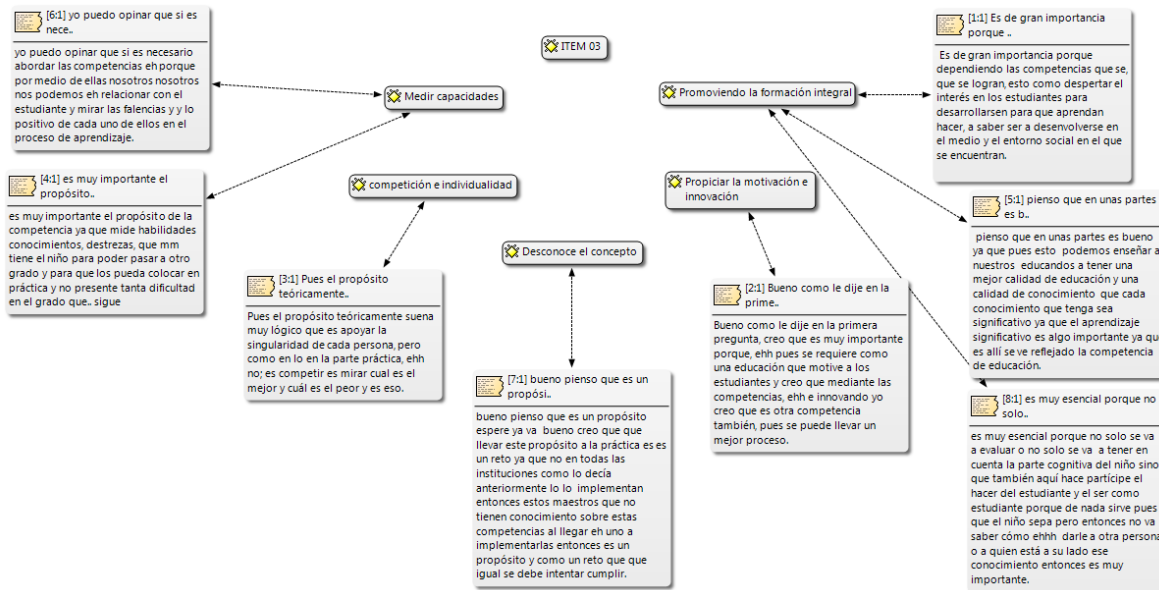 [6:1] yo puedo opinar que si es
nece..
yo puedo opinar que si es necesario
abordar las competencias eh porque
por medio de ellas nosotros nosotros
nos podemos eh relacionar con el
estudiante y mirar las falencias y y lo
positivo de cada uno de ellos en el
proceso de aprendizaje.
ITEM 03
[1:1] Es de gran importancia
porque ..
Es de gran importancia porque
dependiendo las competencias que se,
que se logran, esto como despertar el
interés en los estudiantes para
desarrollarsen para que aprendan
hacer, a saber ser a desenvolverse en
el medio y el entorno social en el que
se encuentran.
Medir capacidades
Promoviendo la formación integral
[4:1] es muy importante el
propósito..
es muy importante el propósito de la
competencia ya que mide habilidades
conocimientos, destrezas, que mm
tiene el niño para poder pasar a otro
grado y para que los pueda colocar en
práctica y no presente tanta dificultad
en el grado que.. sigue
competición e individualidad
Propiciar la motivación e
innovación
[5:1] pienso que en unas partes
es b..
pienso que en unas partes es bueno
ya que pues esto podemos enseñar a
nuestros educandos a tener una
mejor calidad de educación y una
calidad de conocimiento que cada
conocimiento que tenga sea
significativo ya que el aprendizaje
significativo es algo importante ya que
es allí se ve reflejado la competencia
de educación.
Desconoce el concepto
[3:1] Pues el propósito
teóricamente..
Pues el propósito teóricamente suena
muy lógico que es apoyar la
singularidad de cada persona, pero
como en lo en la parte práctica, ehh
no; es competir es mirar cual es el
mejor y cuál es el peor y es eso.
[2:1] Bueno como le dije en la
prime..
Bueno como le dije en la primera
pregunta, creo que es muy importante
porque, ehh pues se requiere como
una educación que motive a los
estudiantes y creo que mediante las
competencias, ehh e innovando yo
creo que es otra competencia
también, pues se puede llevar un
mejor proceso.
[7:1] bueno pienso que es un
propósi..
bueno pienso que es un propósito
espere ya va bueno creo que que
llevar este propósito a la práctica es es
un reto ya que no en todas las
instituciones como lo decía
anteriormente lo lo implementan
entonces estos maestros que no
tienen conocimiento sobre estas
competencias al llegar eh uno a
implementarlas entonces es un
propósito y como un reto que que
igual se debe intentar cumplir.
[8:1] es muy esencial porque no
solo..
es muy esencial porque no solo se va
a evaluar o no solo se va a tener en
cuenta la parte cognitiva del niño sino
que también aquí hace partícipe el
hacer del estudiante y el ser como
estudiante porque de nada sirve pues
que el niño sepa pero entonces no va
saber cómo ehhh darle a otra persona
o a quien está a su lado ese
conocimiento entonces es muy
importante.